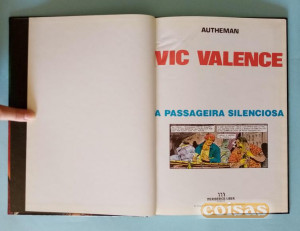 AUTHEMAN
VIC VALENCE
A PASSAGEIRA SILENCIOSA
coisas